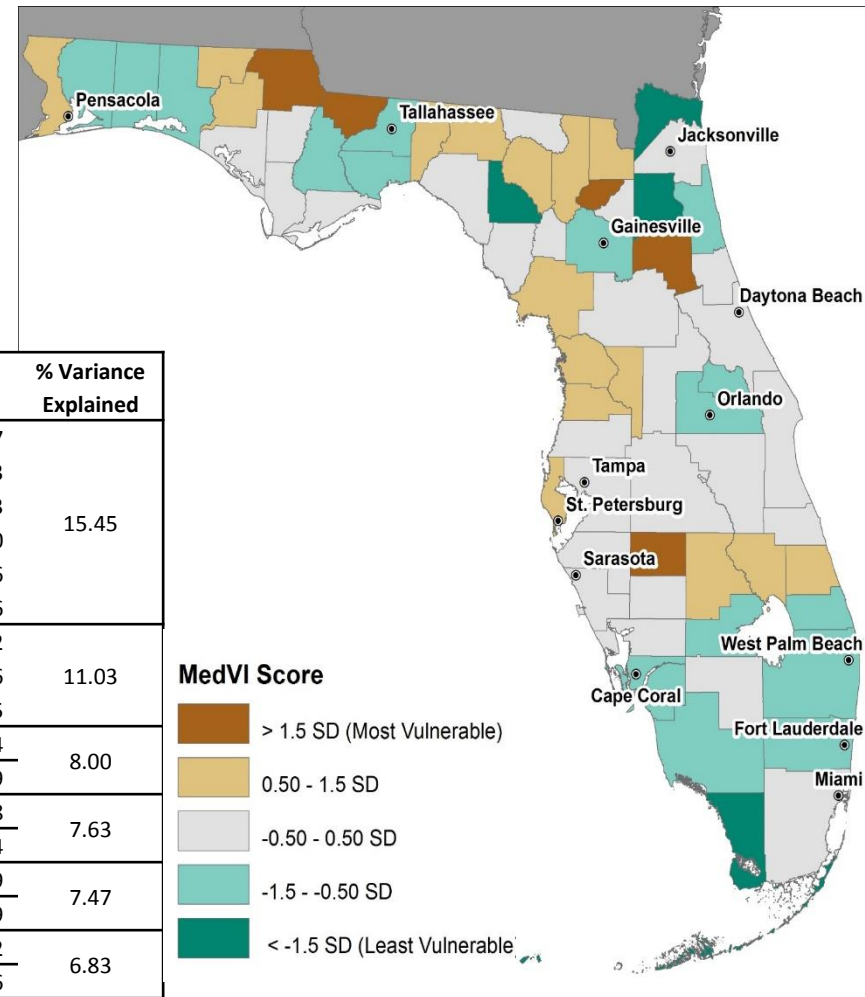 Pensacola
Tallahassee
Jacksonville
Gainesville
Daytona Beach
Orlando
Tampa
St. Petersburg
Sarasota
West Palm Beach
Cape Coral
Fort Lauderdale
Miami
% Variance
Explained
15.45
11.03
8.00
7.63
7.47
6.83
MedVI Score
> 1.5 SD (Most Vulnerable)
0.50 - 1.5 SD
-0.50 - 0.50 SD
-1.5 - -0.50 SD
< -1.5 SD (Least Vulnerable)